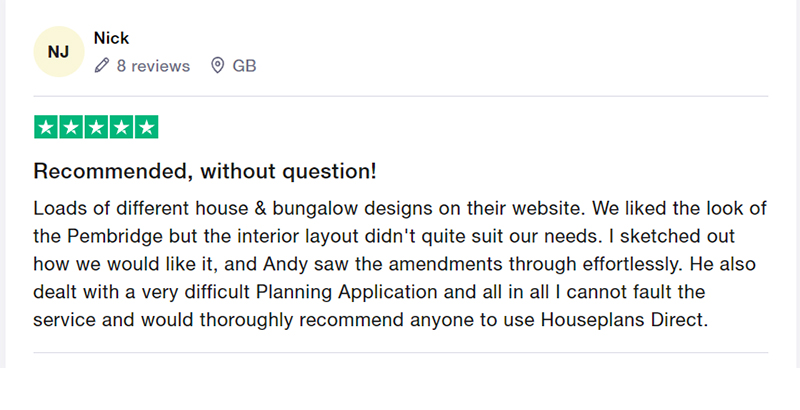 NJ
Nick
8 reviews GB
Recommended, without question!
Loads of different house & bungalow designs on their website. We liked the look of
the Pembridge but the interior layout didn't quite suit our needs. I sketched out
how we would like it, and Andy saw the amendments through effortlessly. He also
dealt with a very difficult Planning Application and all in all I cannot fault the
service and would thoroughly recommend anyone to use Houseplans Direct.